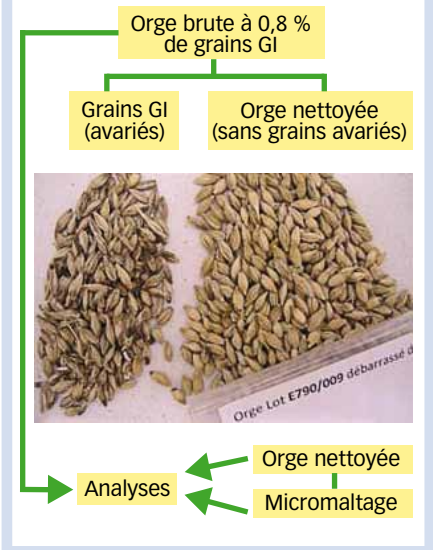 Orge brute à 0,8 %
de grains GI
Grains GI
(avariés)
Orge nettoyée
(sans grains avariés)
Orge Lot E790/009 débarrassé d
Orge nettoyée
Analyses
Micromaltage